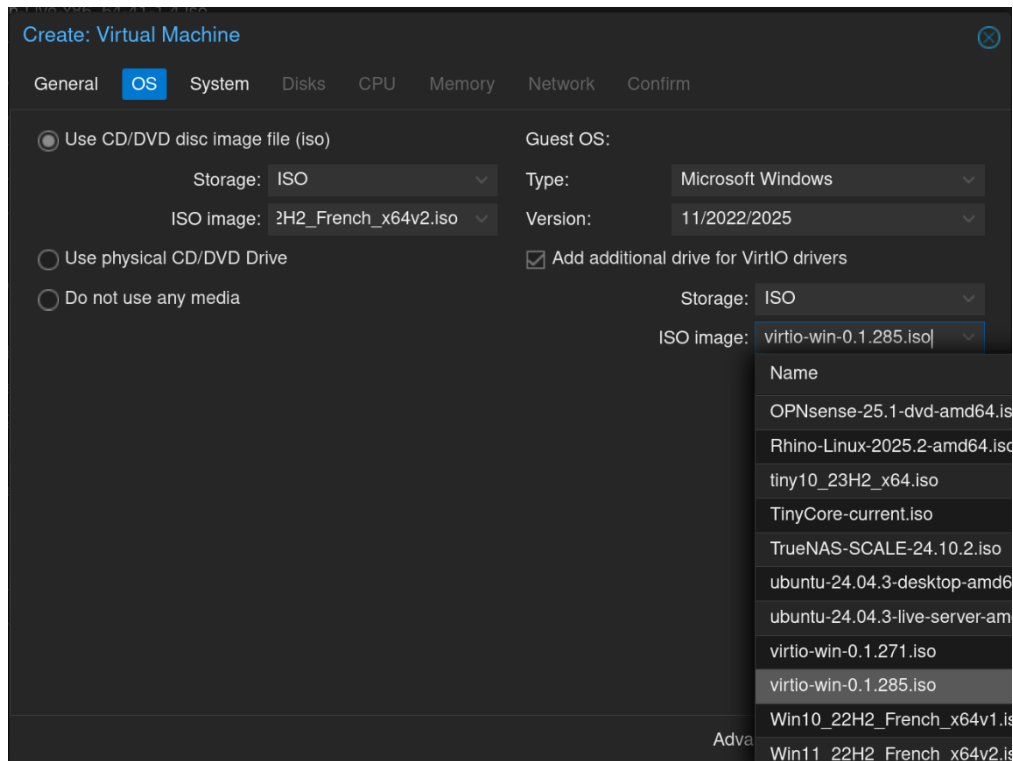 Create: Virtual Machine
General OS System Disks CPU Memory Network Confirm
Use CD/DVD disc image file (iso)
Storage: ISO
ISO image: 2H2_French_x64v2.iso
Use physical CD/DVD Drive
Do not use any media
Guest OS:
Type: Microsoft Windows
Version: 11/2022/2025
Add additional drive for VirtIO drivers
Storage: ISO
ISO image: virtio-win-0.1.285.iso
Name
OPNsense-25.1-dvd-amd64.is
Rhino-Linux-2025.2-amd64.iso
tiny10_23H2_x64.iso
TinyCore-current.iso
TrueNAS-SCALE-24.10.2.iso
ubuntu-24.04.3-desktop-amd6
ubuntu-24.04.3-live-server-am
virtio-win-0.1.271.iso
virtio-win-0.1.285.iso
Win10_22H2_French_x64v1.is
Win11_22H2_French_x64v2.is
Adva